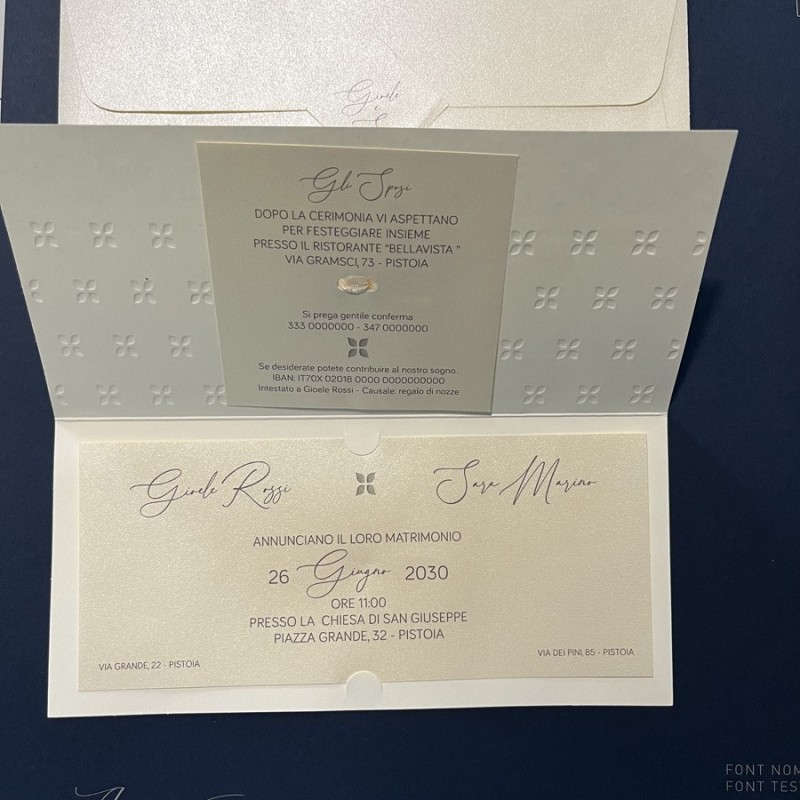 Gioele
e
Gli Sposi
DOPO LA CERIMONIA VI ASPETTANO
PER FESTEGGIARE INSIEME
PRESSO IL RISTORANTE "BELLAVISTA "
VIA GRAMSCI, 73 - PISTOIA
Si prega gentile conferma
333 0000000 - 347 0000000
Se desiderate potete contribuire al nostro sogno.
IBAN: IT70X 02018 0000 0000000000
Intestato a Gioele Rossi - Causale: regalo di nozze
Gioele Rossi Sara Marino
ANNUNCIANO IL LORO MATRIMONIO
26 Giugno 2030
ORE 11:00
PRESSO LA CHIESA DI SAN GIUSEPPE
PIAZZA GRANDE, 32 - PISTOIA
VIA GRANDE, 22 - PISTOIA VIA DEI PINI, 85 - PISTOIA
FONT
FONT